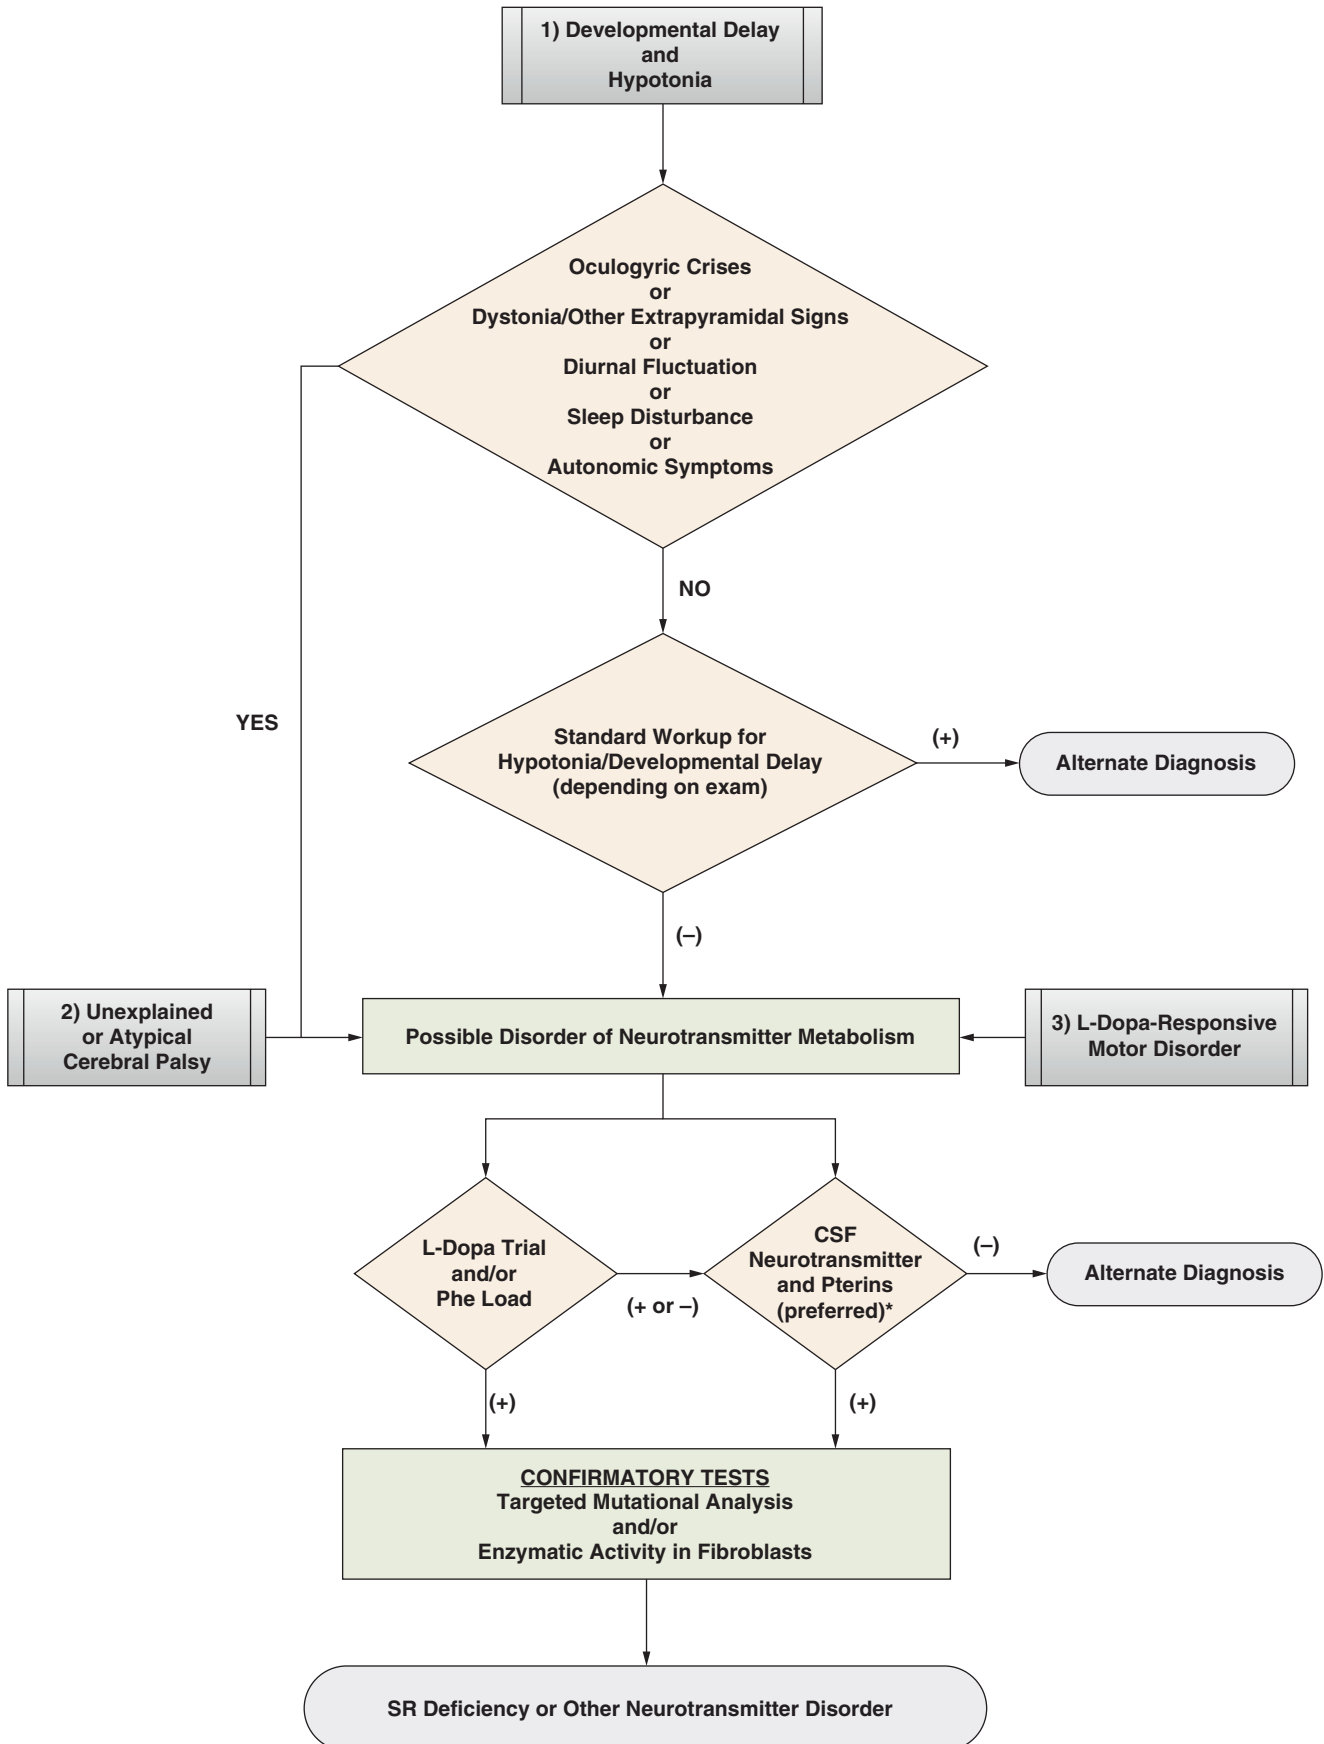 1) Developmental Delay
and
Hypotonia
Oculogyric Crises
or
Dystonia/Other Extrapyramidal Signs
or
Diurnal Fluctuation
or
Sleep Disturbance
or
Autonomic Symptoms
NO
YES
Standard Workup for
Hypotonia/Developmental Delay
(depending on exam)
(+)
Alternate Diagnosis
(–)
2) Unexplained
or Atypical
Cerebral Palsy
Possible Disorder of Neurotransmitter Metabolism
3) L-Dopa-Responsive
Motor Disorder
L-Dopa Trial
and/or
Phe Load
(+ or –)
CSF
Neurotransmitter
and Pterins
(preferred)*
(–)
Alternate Diagnosis
(+)
(+)
CONFIRMATORY TESTS
Targeted Mutational Analysis
and/or
Enzymatic Activity in Fibroblasts
SR Deficiency or Other Neurotransmitter Disorder